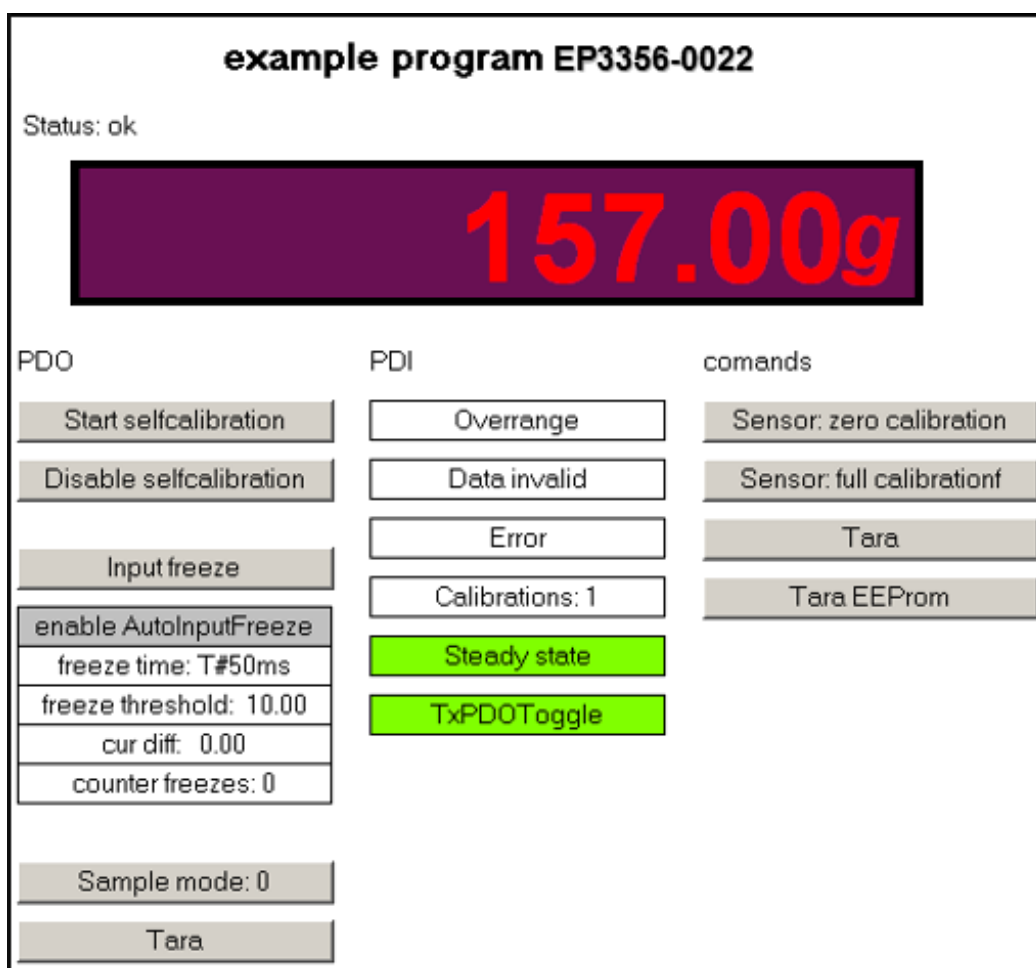 example program EP3356-0022
Status: ok
157.00g
PDO
Start selfcalibration
Disable selfcalibration
Input freeze
enable AutoInputFreeze
freeze time: T#50ms
freeze threshold: 10.00
cur diff: 0.00
counter freezes: 0
Sample mode: 0
Tara
PDI
Overrange
Data invalid
Error
Calibrations: 1
Steady state
TxPDOToggle
comands
Sensor: zero calibration
Sensor: full calibrationf
Tara
Tara EEProm